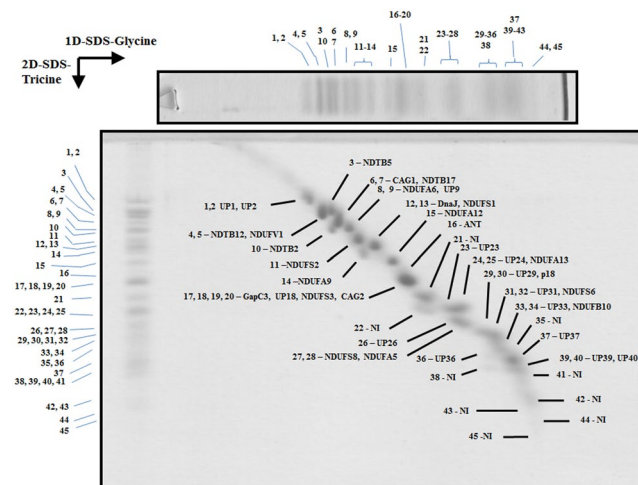 1D-SDS-Glycine
2D-SDS-
Tricine
1, 2
4, 5
3
10
6
7
8, 9
11-14
15
16-20
21
22
23-28
29-36
38
37
39-43
44, 45
1, 2
3
4, 5
6, 7
8, 9
10
11
12, 13
14
15
16
17, 18, 19, 20
21
22, 23, 24, 25
26, 27, 28
29, 30, 31, 32
33, 34
35, 36
37
38, 39, 40, 41
42, 43
44
45
3 – NDTB5
6, 7 – CAG1, NDTB17
8, 9 – NDUFA6, UP9
1,2 UP1, UP2
12, 13 – DnaJ, NDUFS1
15 – NDUFA12
4, 5 – NDTB12, NDUFV1
16 - ANT
10 – NDTB2
21 – NI
23 – UP23
11 –NDUFS2
24, 25 – UP24, NDUFA13
29, 30 – UP29, p18
14 –NDUFA9
31, 32 – UP31, NDUFS6
17, 18, 19, 20 – GapC3, UP18, NDUFS3, CAG2
33, 34 – UP33, NDUFB10
35 – NI
22 - NI
37 – UP37
26 – UP26
27, 28 – NDUFS8, NDUFA5
36 – UP36
39, 40 – UP39, UP40
38 - NI
41 - NI
42 - NI
43 - NI
44 - NI
45 -NI